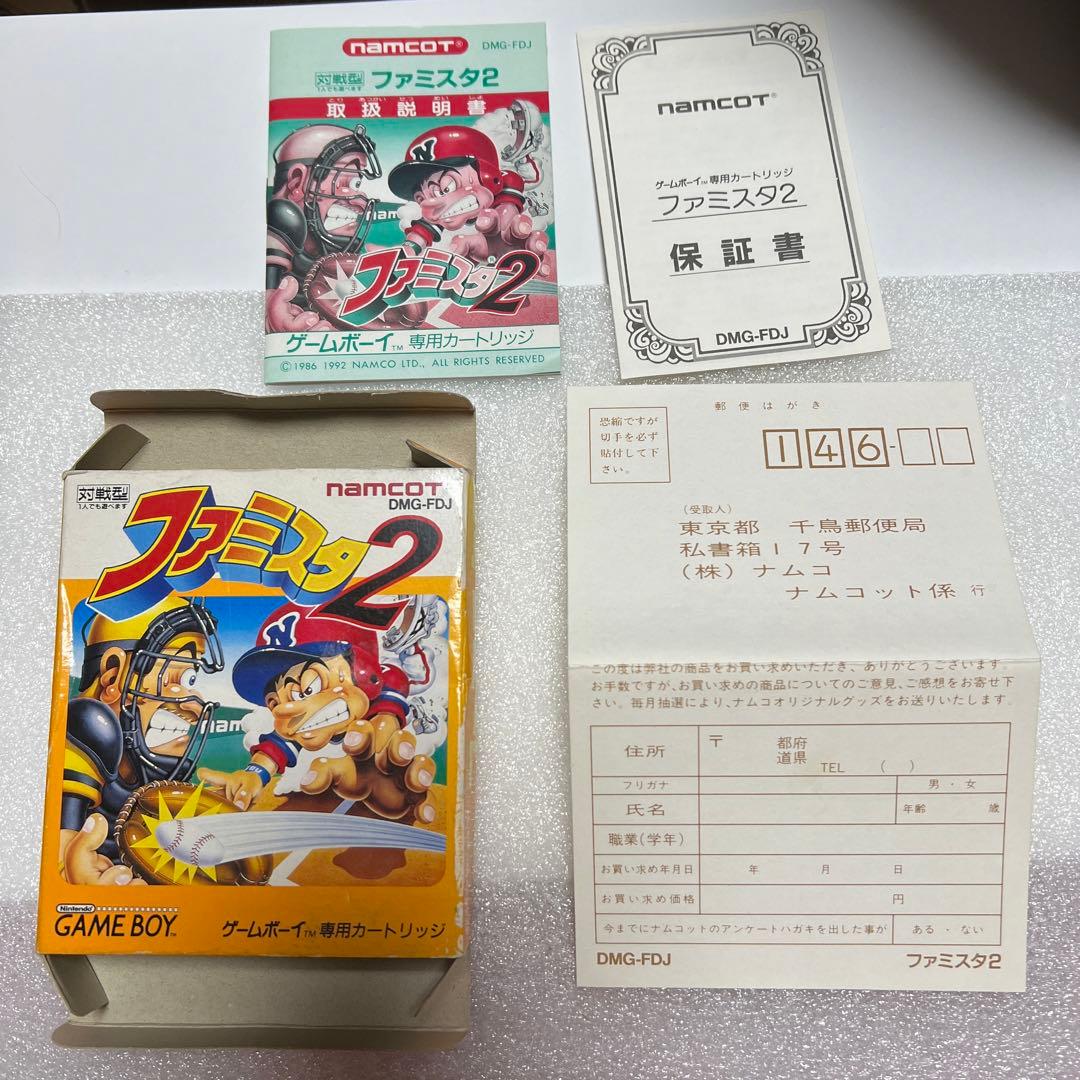 namcot® DMG-FDJ
対戦型 ファミスタ2
1人でも遊べます
とり あつかい せつ めい しょ
取扱説明書
N
nam
ファミスタ2
ゲームボーイ™専用カートリッジ
©1986 1992 NAMCO LTD., ALL RIGHTS RESERVED
namcot®
ゲームボーイ™専用カートリッジ
ファミスタ2
保証書
DMG-FDJ
対戦型
1人でも遊べます
namcot
DMG-FDJ
ファミスタ2
N
nam
Nintendo
GAME BOY™
ゲームボーイ™専用カートリッジ
郵便はがき
恐縮ですが
切手を必ず
貼付して下
さい。
146-
(受取人)
東京都 千鳥郵便局
私書箱17号
(株)ナムコ
ナムコット係 行
この度は弊社の商品をお買い求めいただき、ありがとうございます。
お手数ですが、お買い求めの商品についてのご意見、ご感想をお寄せ下
さい。毎月抽選により、ナムコオリジナルグッズをお送りいたします。
住所 〒 都府
道県
TEL ( )
フリガナ 男・女
氏名 年齢 歳
職業(学年)
お買い求め年月日 年 月 日
お買い求め価格 円
今までにナムコットのアンケートハガキを出した事が ある・ない
DMG-FDJ ファミスタ2